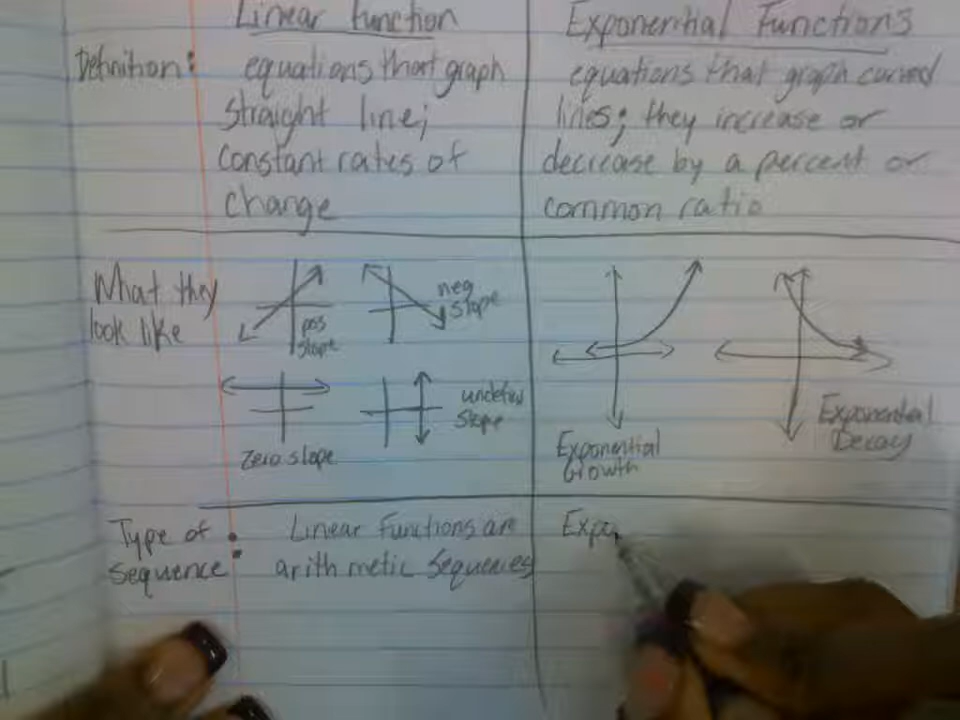 Linear Function
Exponential Functions
Definition:
equations that graph
straight line;
constant rates of
change
equations that graph curved
lines; they increase or
decrease by a percent or
common ratio
What they
look like
pos
slope
neg
slope
zero slope
slope
Exponential
Growth
Exponential
Decay
Type of
sequence:
Linear Functions are
arithmetic sequences
Expo